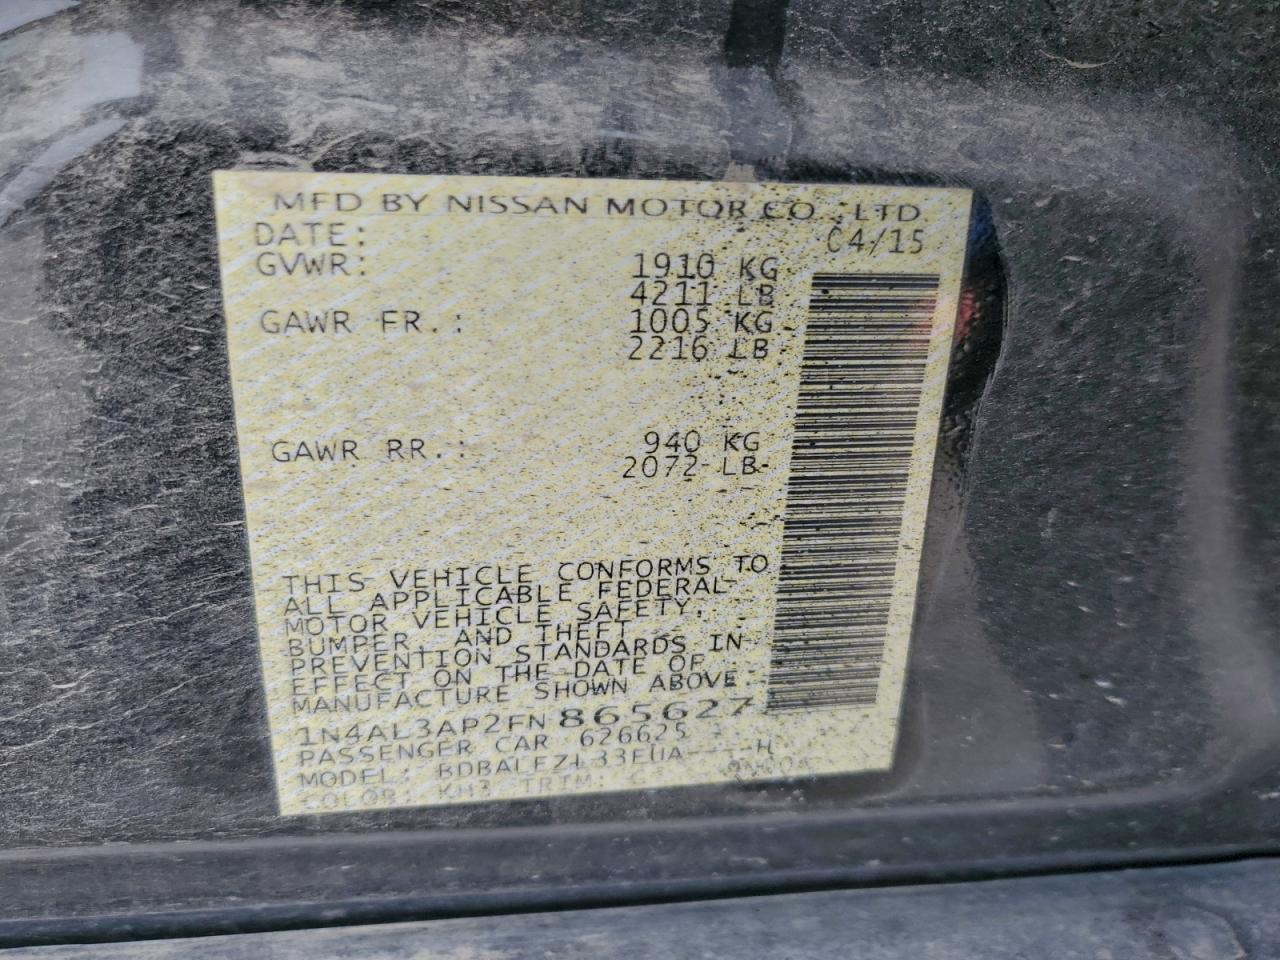 MFD BY NISSAN MOTOR CO., LTD.
DATE: 04/15
GVWR: 1910 KG
4211 LB
GAWR FR.: 1005 KG
2216 LB
GAWR RR.: 940 KG
2072 LB
THIS VEHICLE CONFORMS TO
ALL APPLICABLE FEDERAL
MOTOR VEHICLE SAFETY,
BUMPER AND THEFT
PREVENTION STANDARDS IN
EFFECT ON THE DATE OF
MANUFACTURE SHOWN ABOVE
1N4AL3AP2FN865627
PASSENGER CAR 626625
MODEL: BDBALEZL33EUA----H
COLOR: KH3 TRIM: G